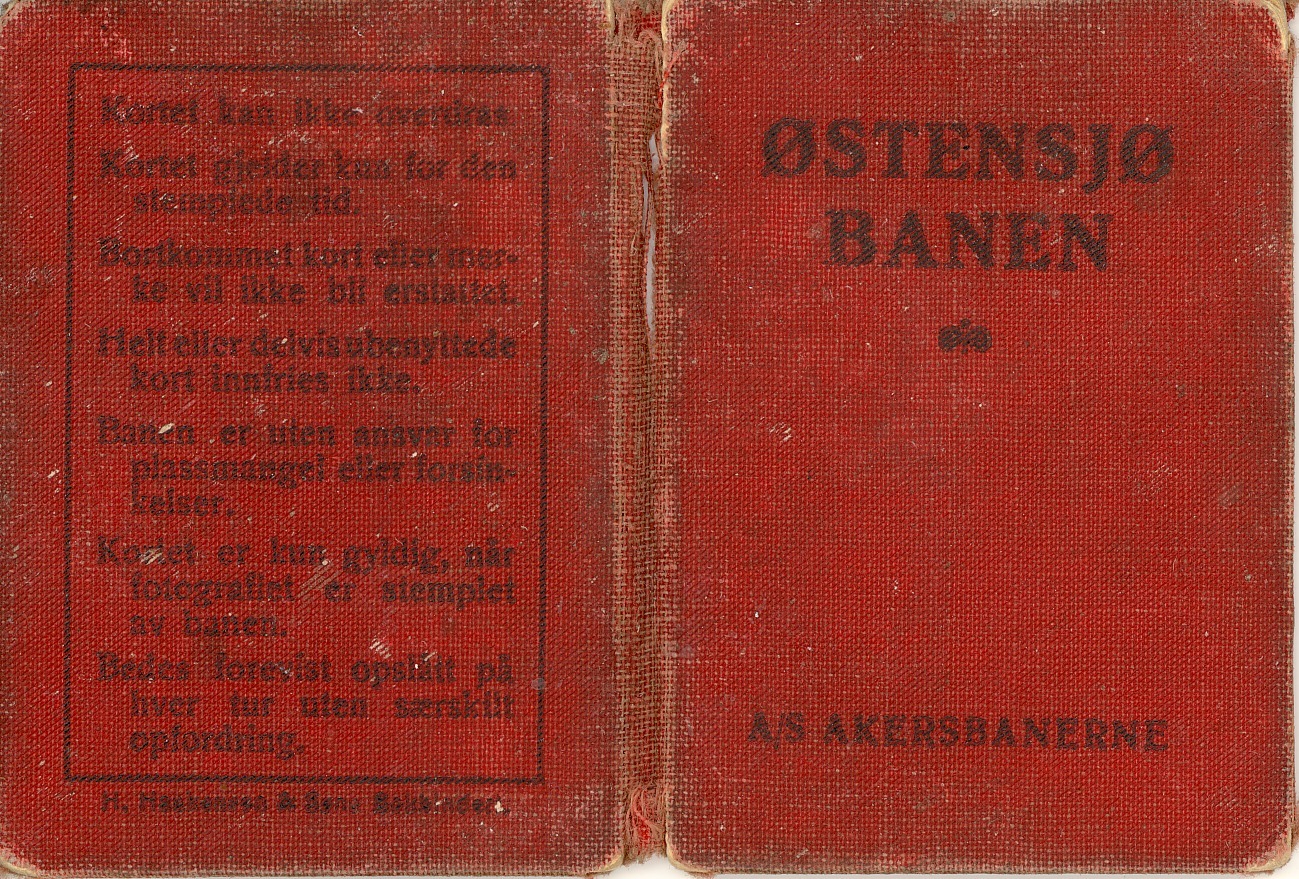 Kortet kan ikke overdras
Kortet gjelder kun for den
stemplede tid.
Bortkommet kort eller mer-
ke vil ikke bli erstattet.
Helt eller delvis ubenyttede
kort innfries ikke.
Banen er uten ansvar for
plassmangel eller forsin-
kelser.
Kortet er kun gyldig, når
fotografiet er stemplet
av banen.
Bedes forevist opslått på
hver tur uten særskilt
opfordring.
H. & Sens
ØSTENSJØ
BANEN
A/S AKERSBANERNE